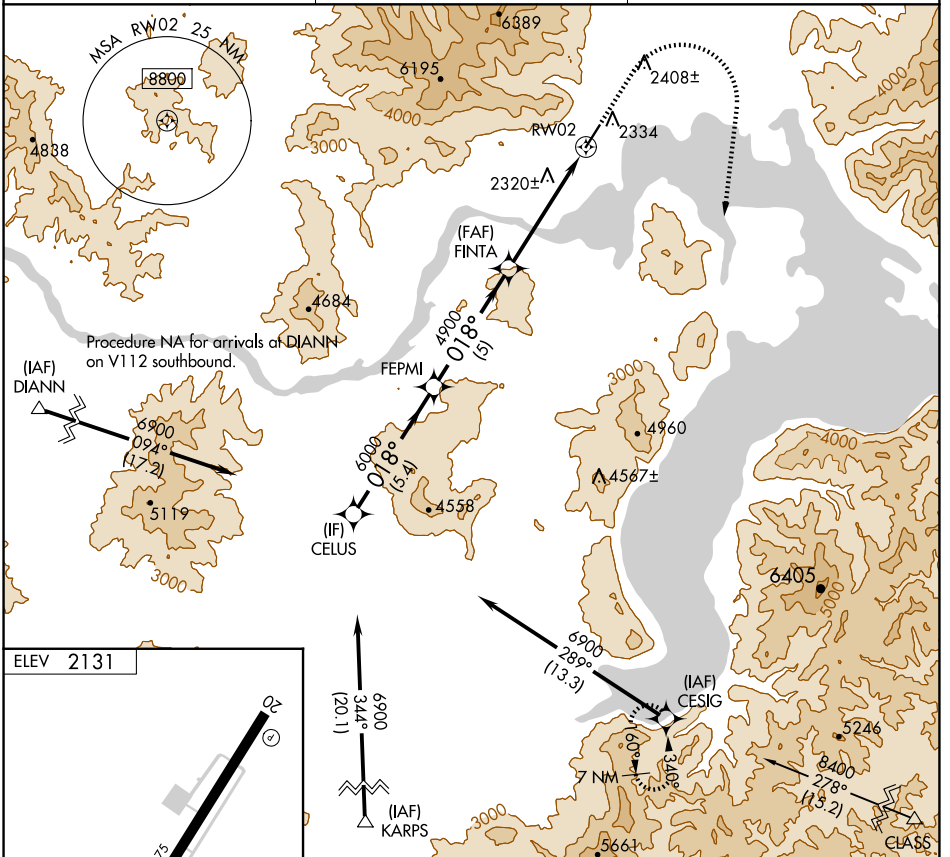 MSA RW02 25 NM
8800
6389
6195
4000
3000
4838
2408±
2334
RW02
2320±
4000
(FAF)
FINTA
4684
4900
018°
(5)
Procedure NA for arrivals at DIANN
on V112 southbound.
(IAF)
DIANN
FEPMI
3000
6900
094°
(17.2)
4960
4000
6000
018°
(5.4)
4567±
5119
4558
(IF)
CELUS
3000
6405
5000
6900
289°
(13.3)
ELEV 2131
(IAF)
CESIG
6900
344°
(20.1)
20
P
160°
340°
7 NM
5246
8400
278°
(15.2)
(IAF)
KARPS
3000
CLASS
75
5661